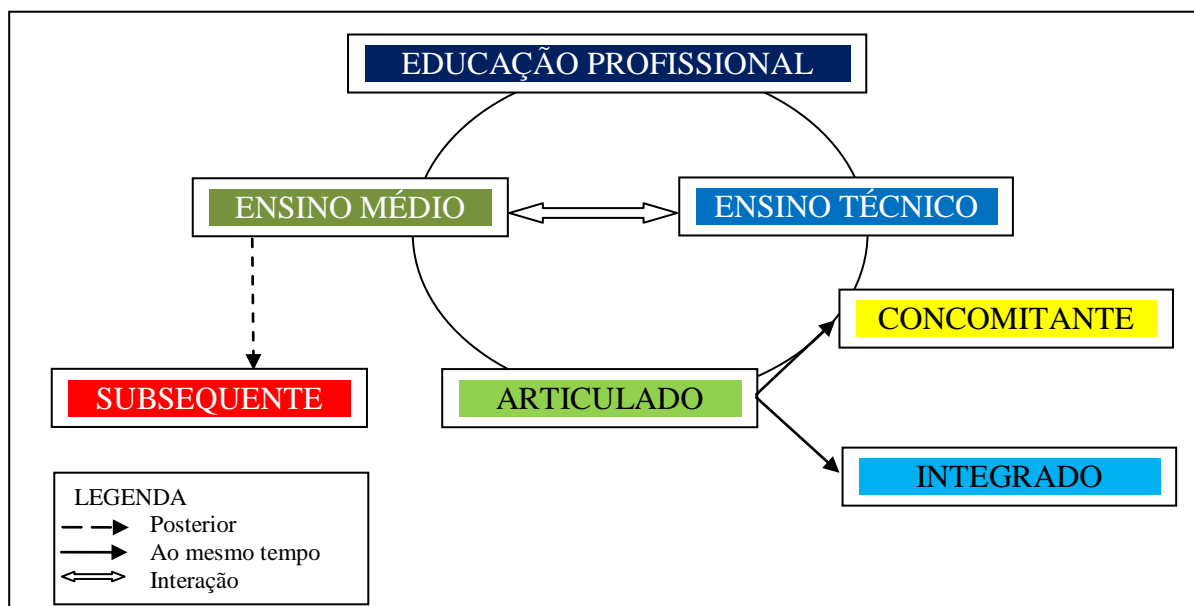 EDUCAÇÃO PROFISSIONAL
ENSINO MÉDIO
ENSINO TÉCNICO
CONCOMITANTE
SUBSEQUENTE
ARTICULADO
INTEGRADO
LEGENDA
Posterior
Ao mesmo tempo
Interação